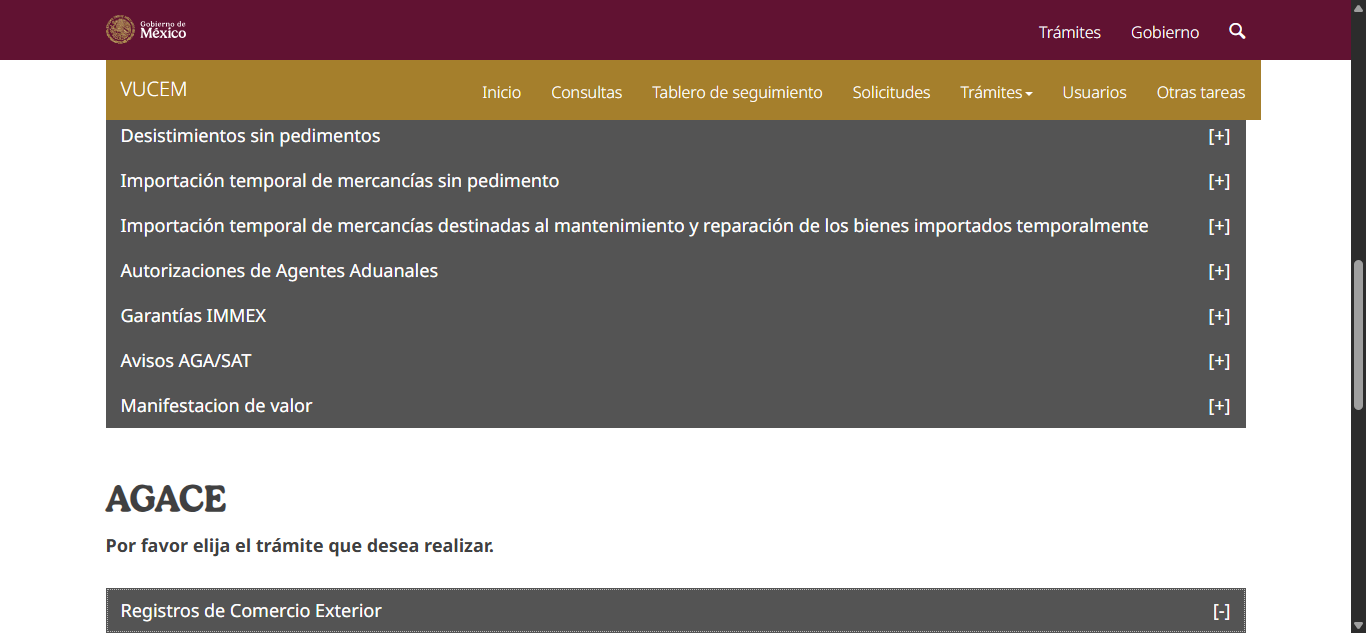 Gobierno de
México
Trámites
Gobierno
VUCEM
Inicio
Consultas
Tablero de seguimiento
Solicitudes
Trámites
Usuarios
Otras tareas
Desistimientos sin pedimentos [+]
Importación temporal de mercancías sin pedimento [+]
Importación temporal de mercancías destinadas al mantenimiento y reparación de los bienes importados temporalmente [+]
Autorizaciones de Agentes Aduanales [+]
Garantías IMMEX [+]
Avisos AGA/SAT [+]
Manifestacion de valor [+]
AGACE
Por favor elija el trámite que desea realizar.
Registros de Comercio Exterior [-]